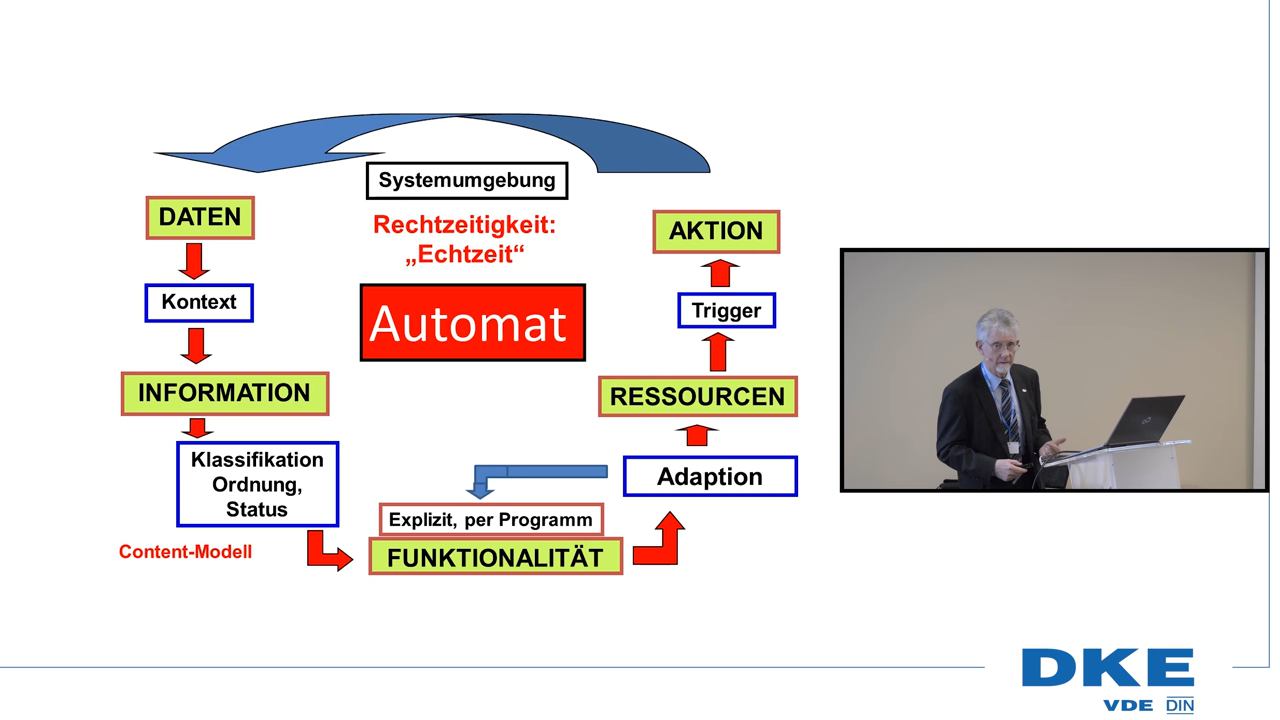 Systemumgebung
DATEN
Rechtzeitigkeit:
„Echtzeit“
AKTION
Kontext
Automat
Trigger
INFORMATION
RESSOURCEN
Klassifikation
Ordnung,
Status
Adaption
Explizit, per Programm
Content-Modell
FUNKTIONALITÄT
DKE
VDE DIN